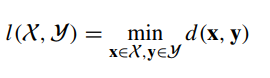 l(𝒳, 𝒴) = min d(x, y)
x∈𝒳,y∈𝒴